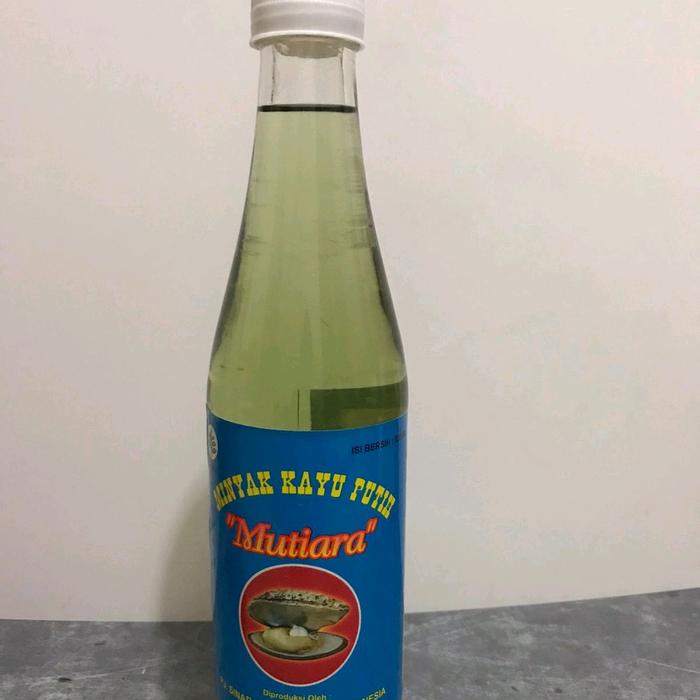 ISI BERSIH :
MINYAK KAYU PUTIH
"Mutiara"
Diproduksi Oleh :